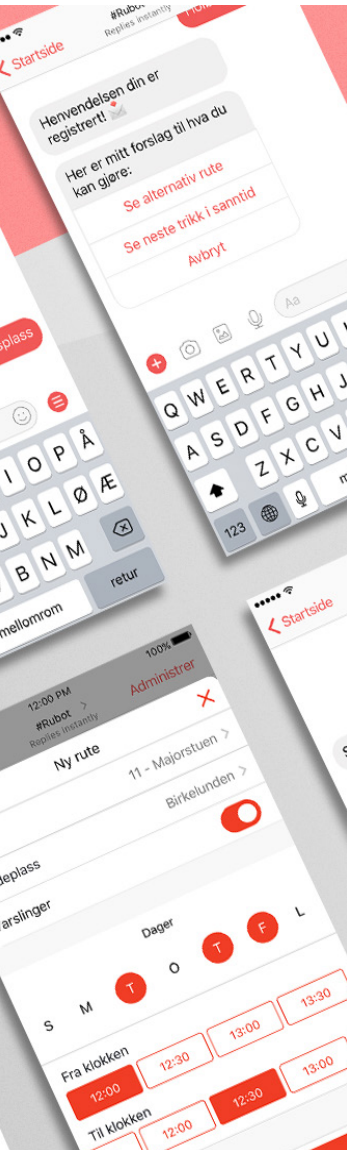 #Rubot
Replies instantly
Startside
Henvendelsen din er
registrert!
Her er mitt forslag til hva du
kan gjøre:
Se alternativ rute
Se neste trikk i sanntid
Avbryt
Aa
Q W E R T Y U
A S D F G H J
Z X C V
123
splass
I O P Å
J K L Ø Æ
B N M
mellomrom
retur
Startside
12:00 PM
100%
#Rubot
Replies instantly
Administrer
Ny rute
11 - Majorstuen
Birkelunden
deplass
varslinger
Dager
S M T O T F L
Fra klokken
12:00 12:30 13:00 13:30
Til klokken
12:00 12:30 13:00